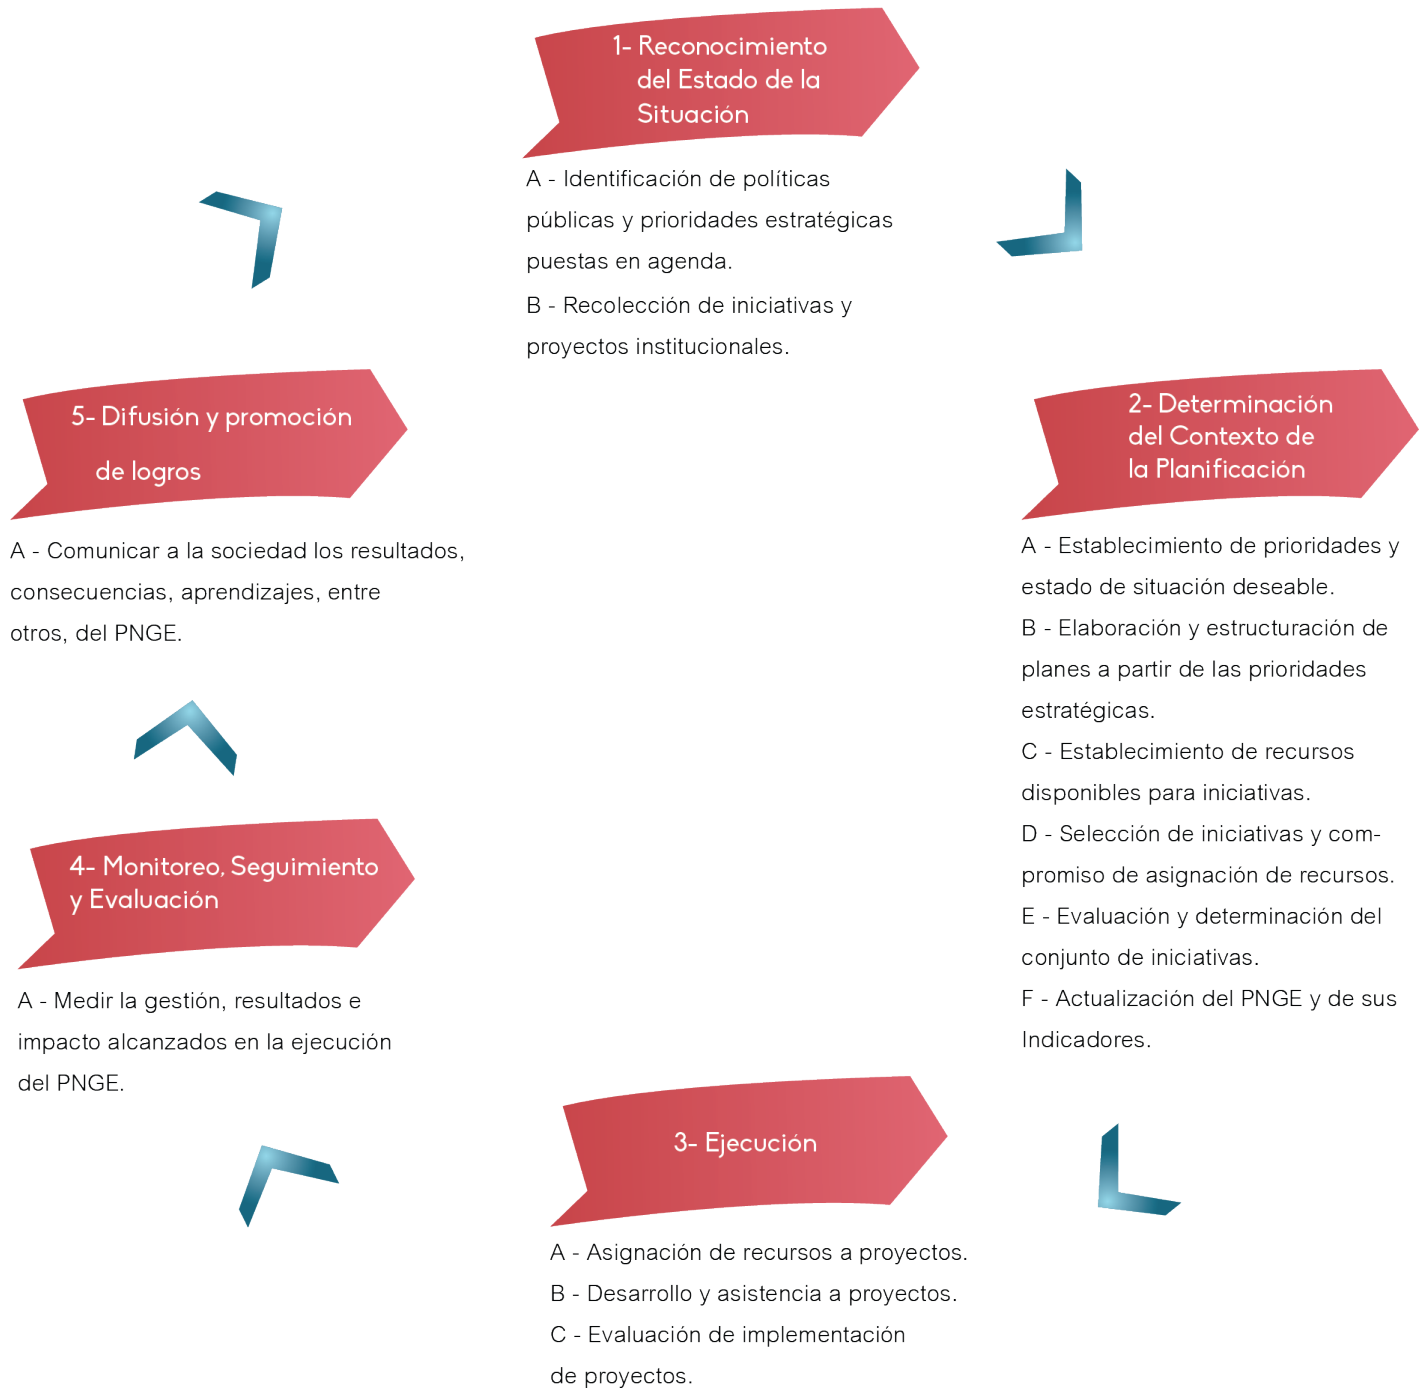 1- Reconocimiento
del Estado de la
Situación
A - Identificación de políticas
públicas y prioridades estratégicas
puestas en agenda.
B - Recolección de iniciativas y
proyectos institucionales.
2- Determinación
del Contexto de
la Planificación
A - Establecimiento de prioridades y
estado de situación deseable.
B - Elaboración y estructuración de
planes a partir de las prioridades
estratégicas.
C - Establecimiento de recursos
disponibles para iniciativas.
D - Selección de iniciativas y com-
promiso de asignación de recursos.
E - Evaluación y determinación del
conjunto de iniciativas.
F - Actualización del PNGE y de sus
Indicadores.
3- Ejecución
A - Asignación de recursos a proyectos.
B - Desarrollo y asistencia a proyectos.
C - Evaluación de implementación
de proyectos.
4- Monitoreo, Seguimiento
y Evaluación
A - Medir la gestión, resultados e
impacto alcanzados en la ejecución
del PNGE.
5- Difusión y promoción
de logros
A - Comunicar a la sociedad los resultados,
consecuencias, aprendizajes, entre
otros, del PNGE.